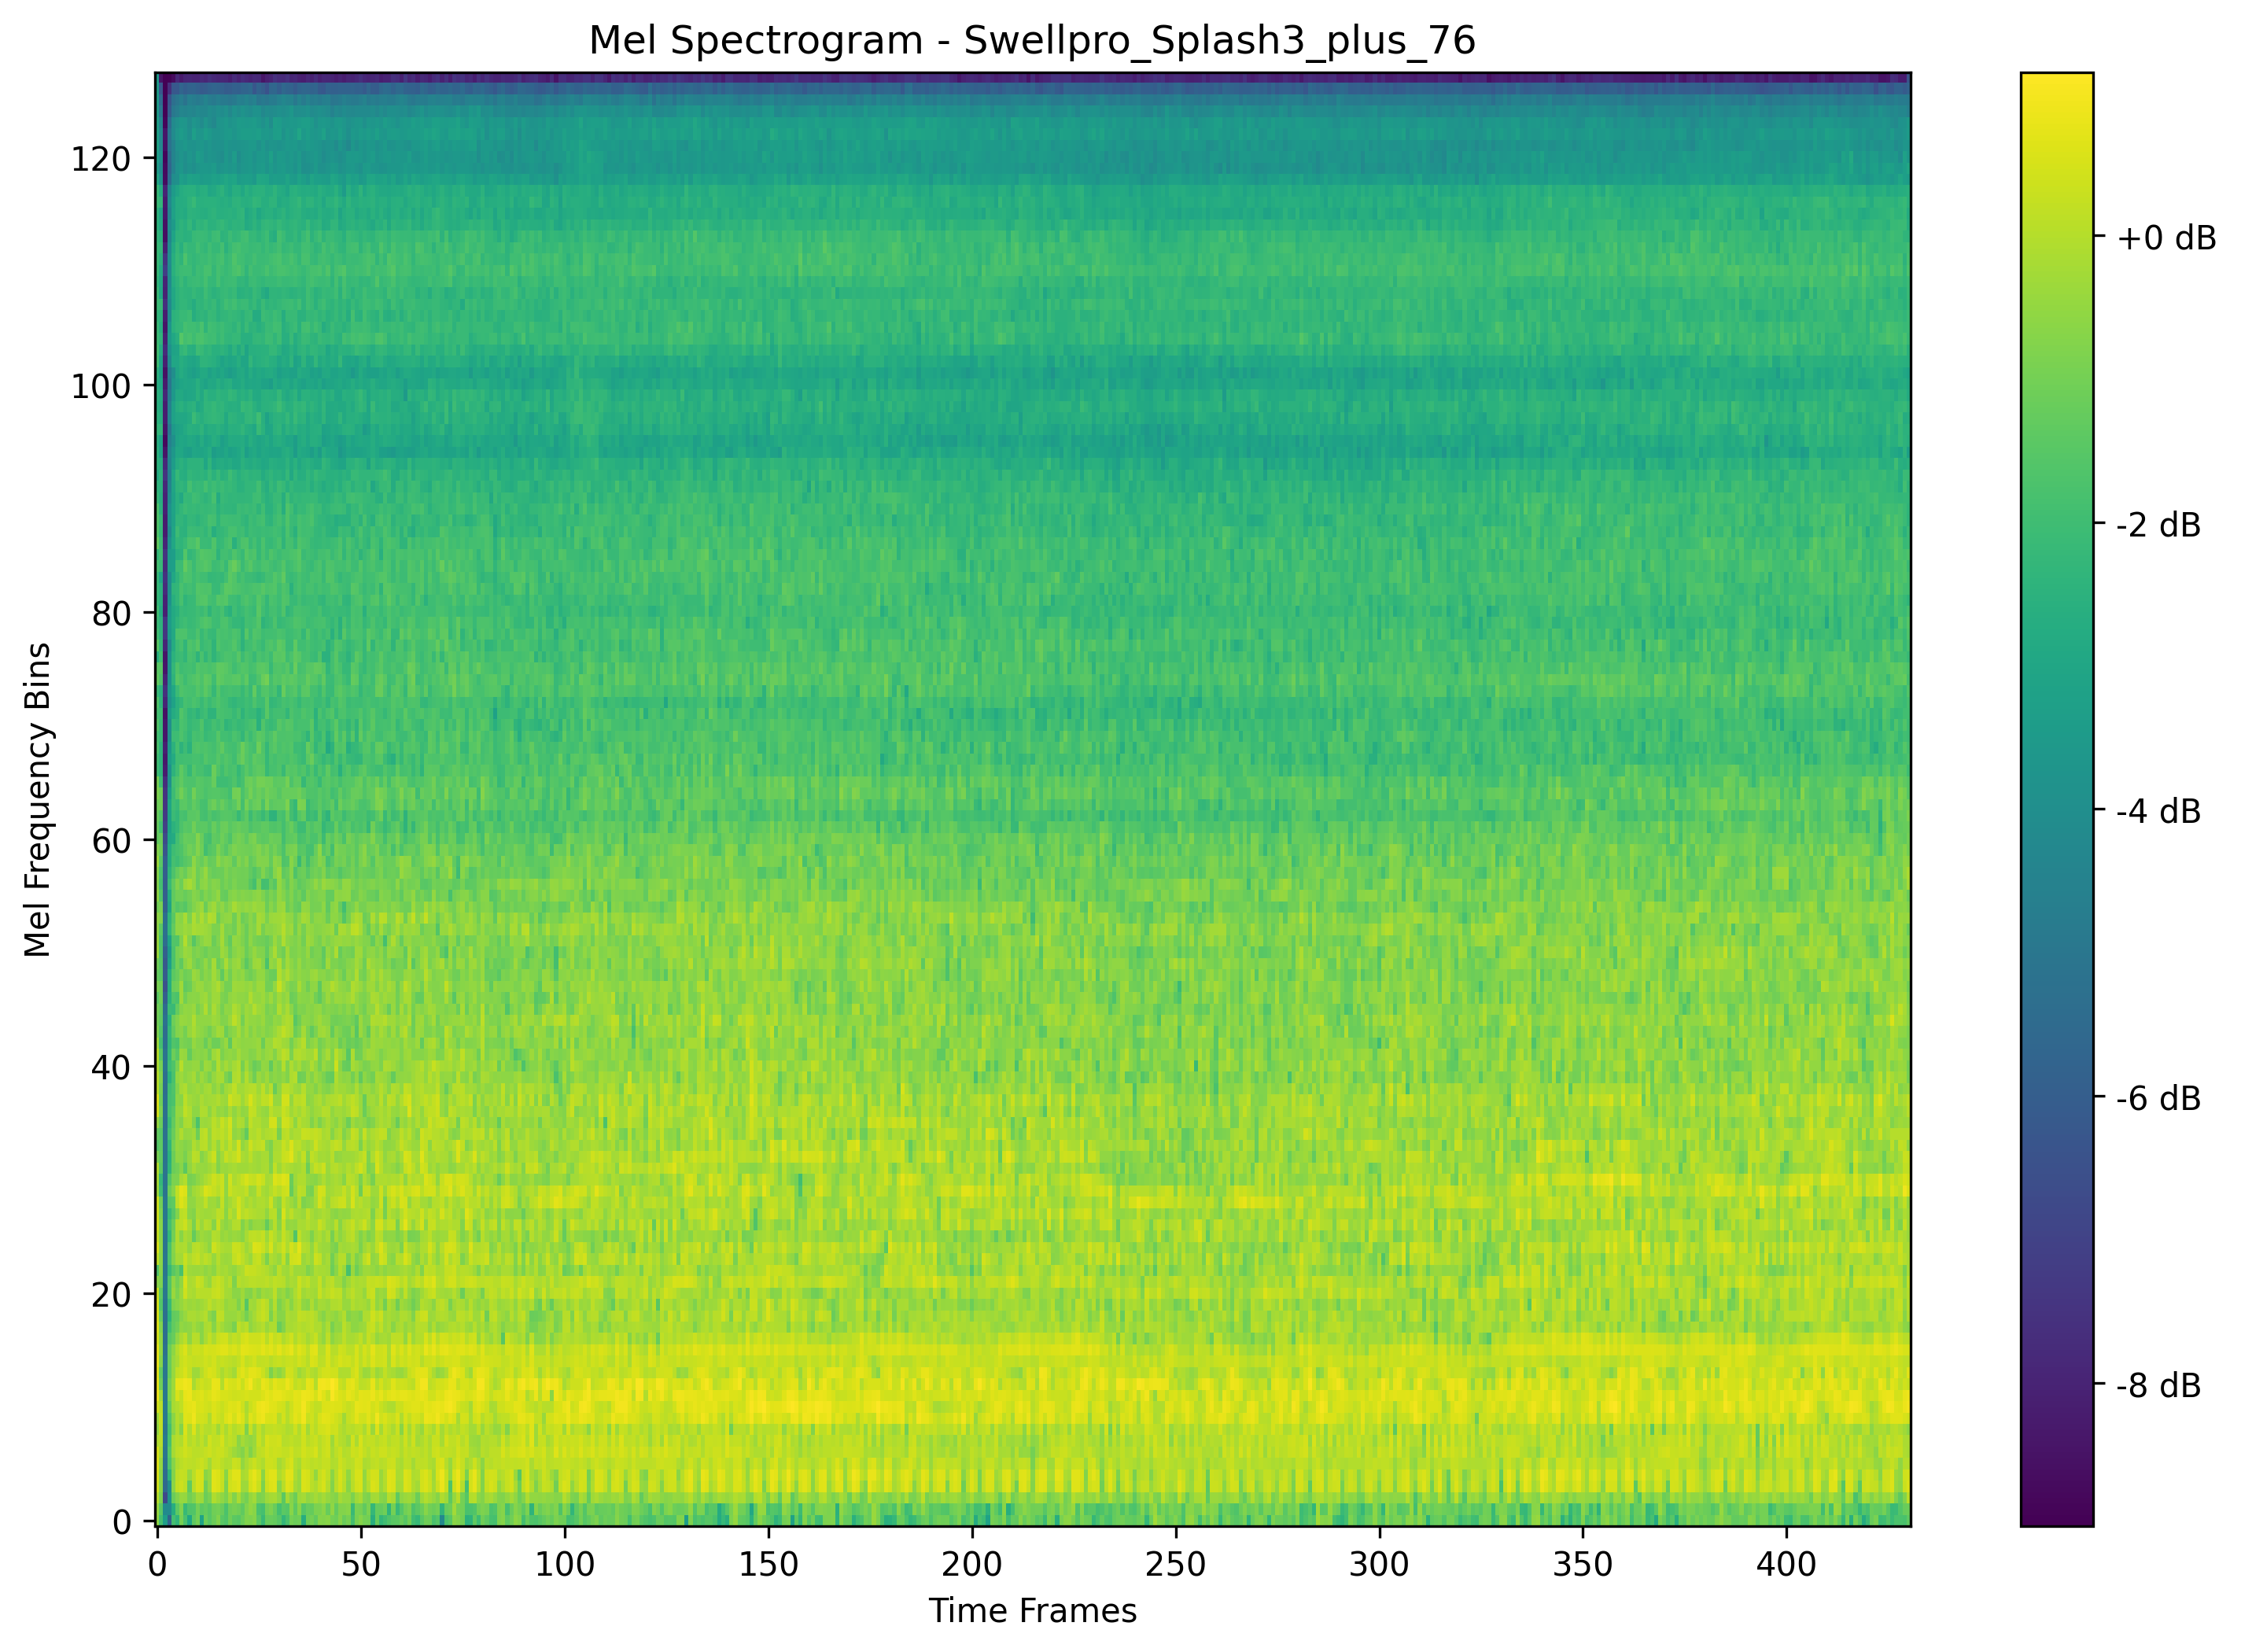 Mel Spectrogram - Swellpro_Splash3_plus_76
120
100
80
60
40
20
0
Mel Frequency Bins
0 50 100 150 200 250 300 350 400
Time Frames
+0 dB
-2 dB
-4 dB
-6 dB
-8 dB